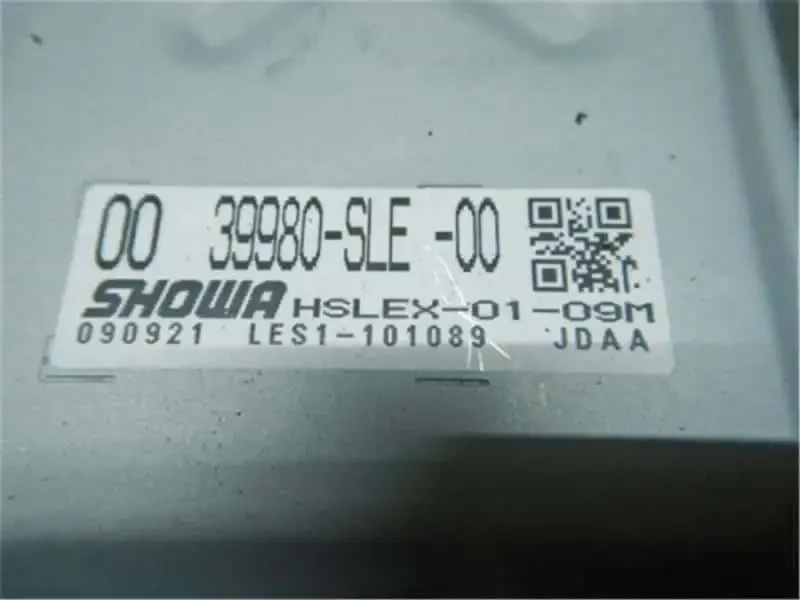 00 39980-SLE -00
SHOWA HSLEX-01-09M
090921 LES1-101089 JDAA